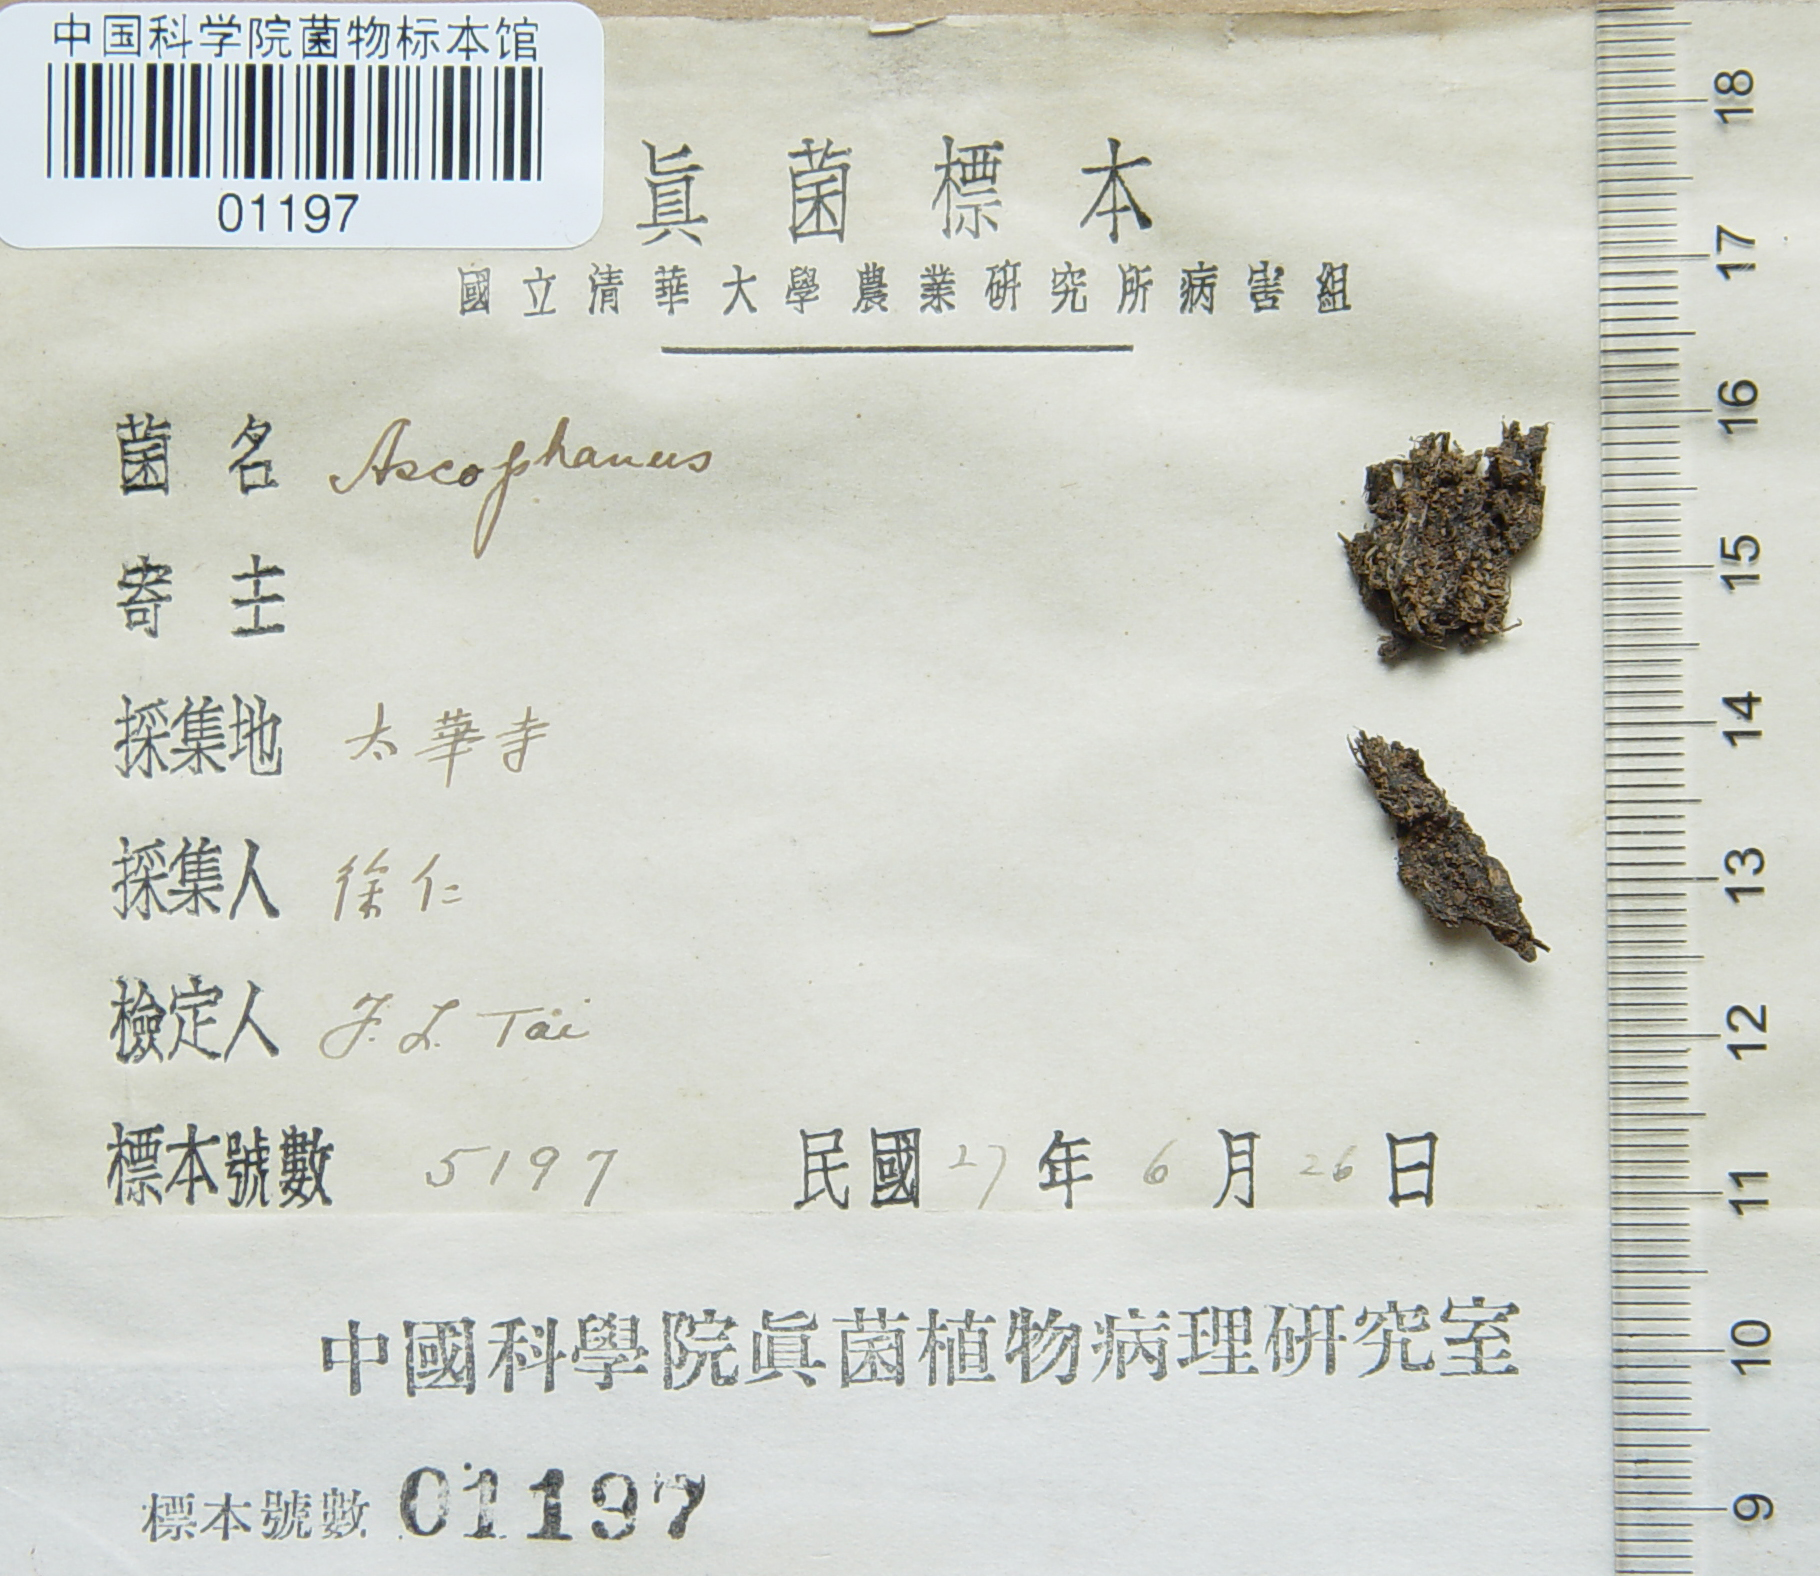 中国科学院菌物标本馆
01197
眞菌標本
國立清華大學農業研究所病害組
菌名 Ascophanus
寄主
採集地 太華寺
採集人 徐仁
檢定人 F. L. Tai
標本號數 5197 民國27年6月26日
中國科學院眞菌植物病理研究室
標本號數 01197
18
17
16
15
14
13
12
11
10
9